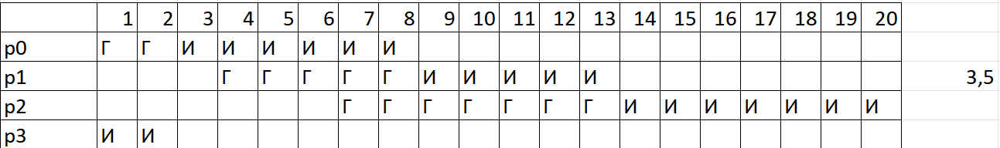 1 2 3 4 5 6 7 8 9 10 11 12 13 14 15 16 17 18 19 20
p0 Г Г И И И И И И
p1 Г Г Г Г Г И И И И И 3,5
p2 Г Г Г Г Г Г Г И И И И И И И
p3 И И